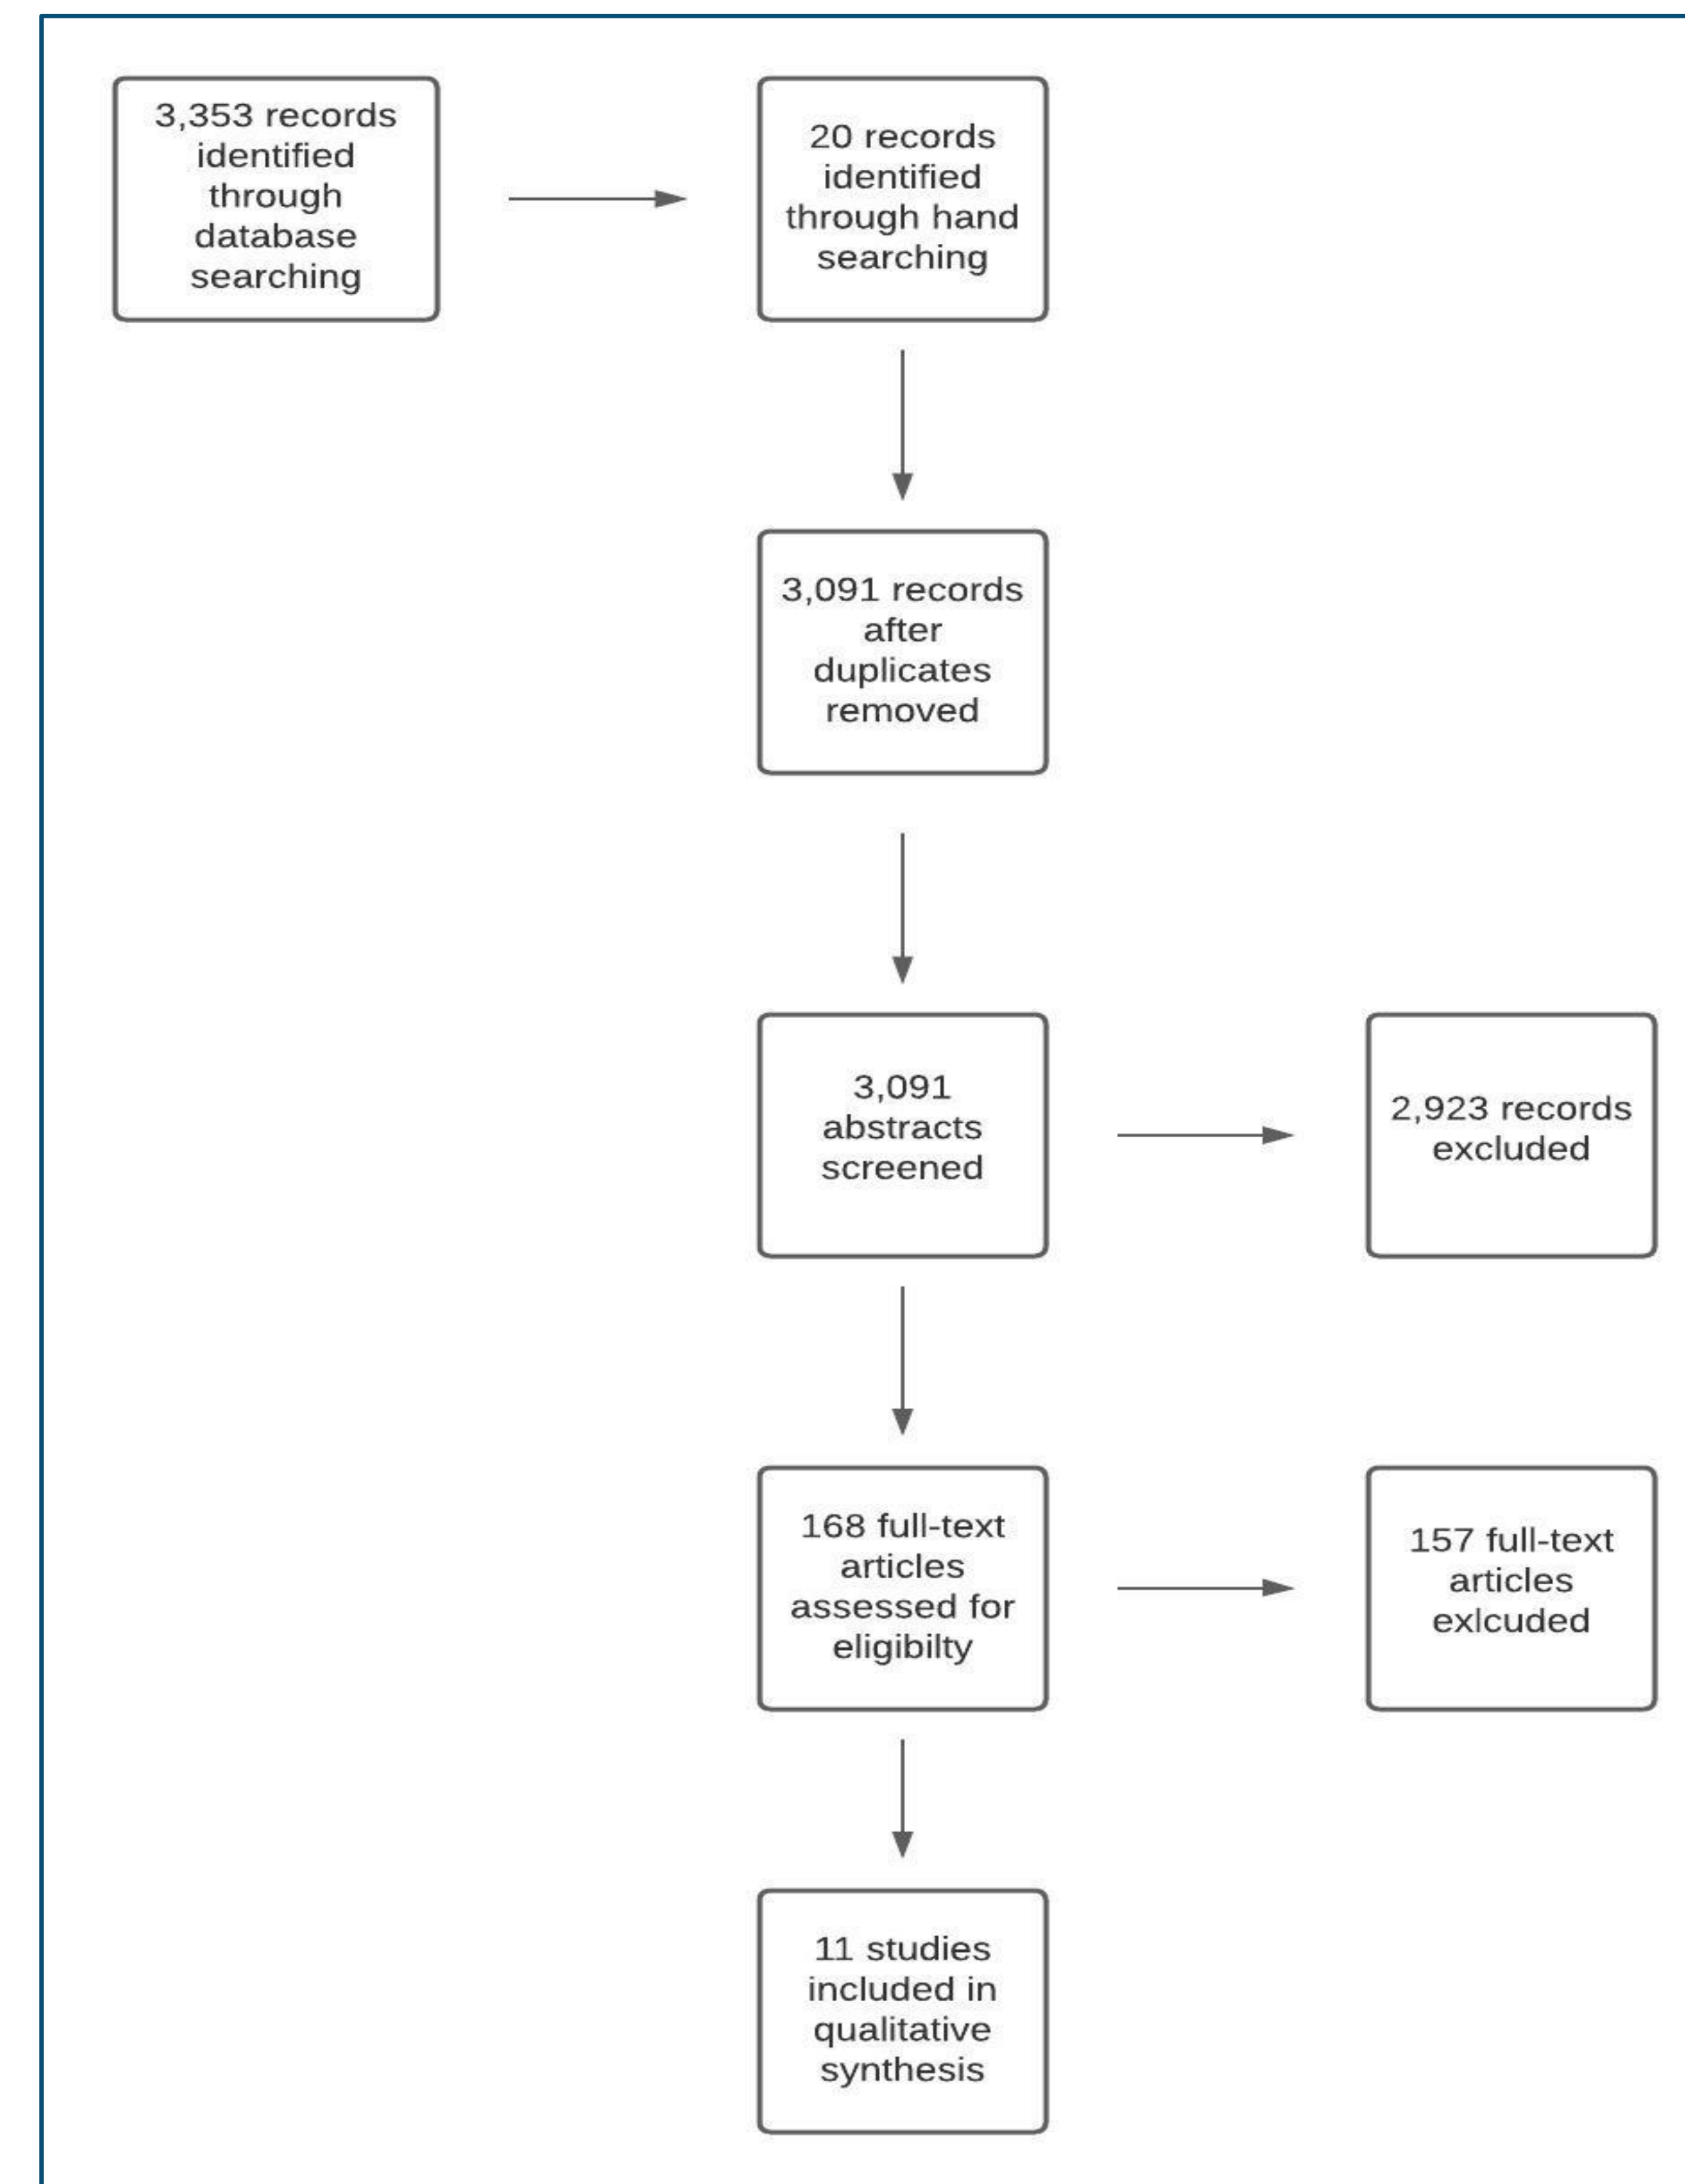 3,353 records
identified
through
database
searching
20 records
identified
through hand
searching
3,091 records
after
duplicates
removed
3,091
abstracts
screened
2,923 records
excluded
168 full-text
articles
assessed for
eligibilty
157 full-text
articles
exlcuded
11 studies
included in
qualitative
synthesis